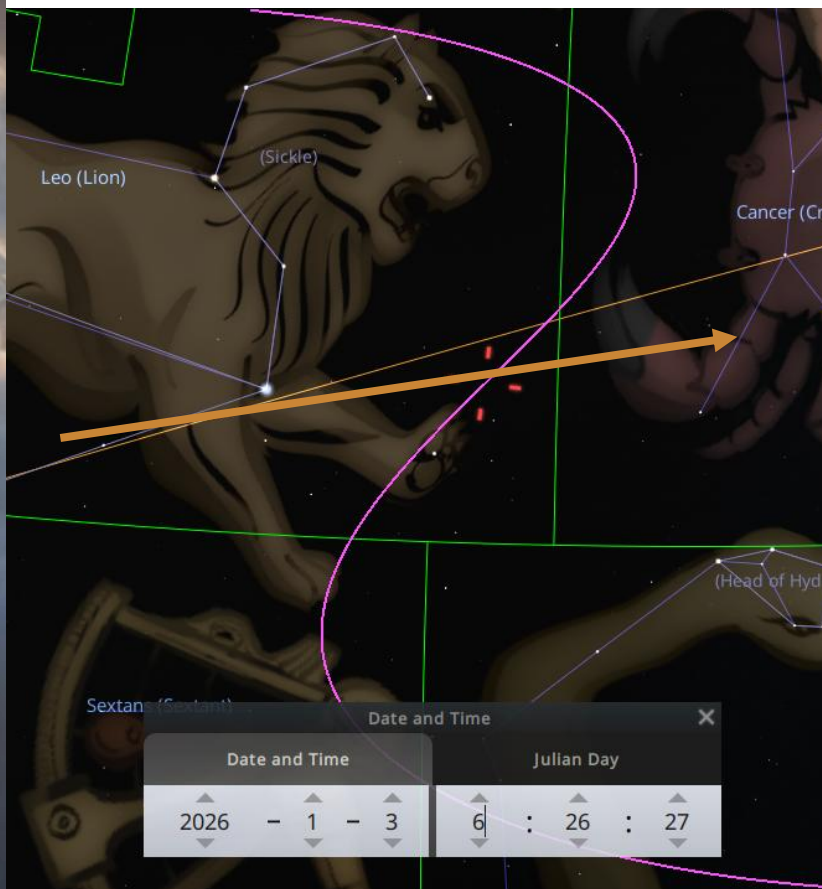 (Sickle)
Leo (Lion)
Cancer (Cr
(Head of Hyd
Sextans (Sextant)
Date and Time ×
Date and Time Julian Day
2026 - 1 - 3 6 : 26 : 27